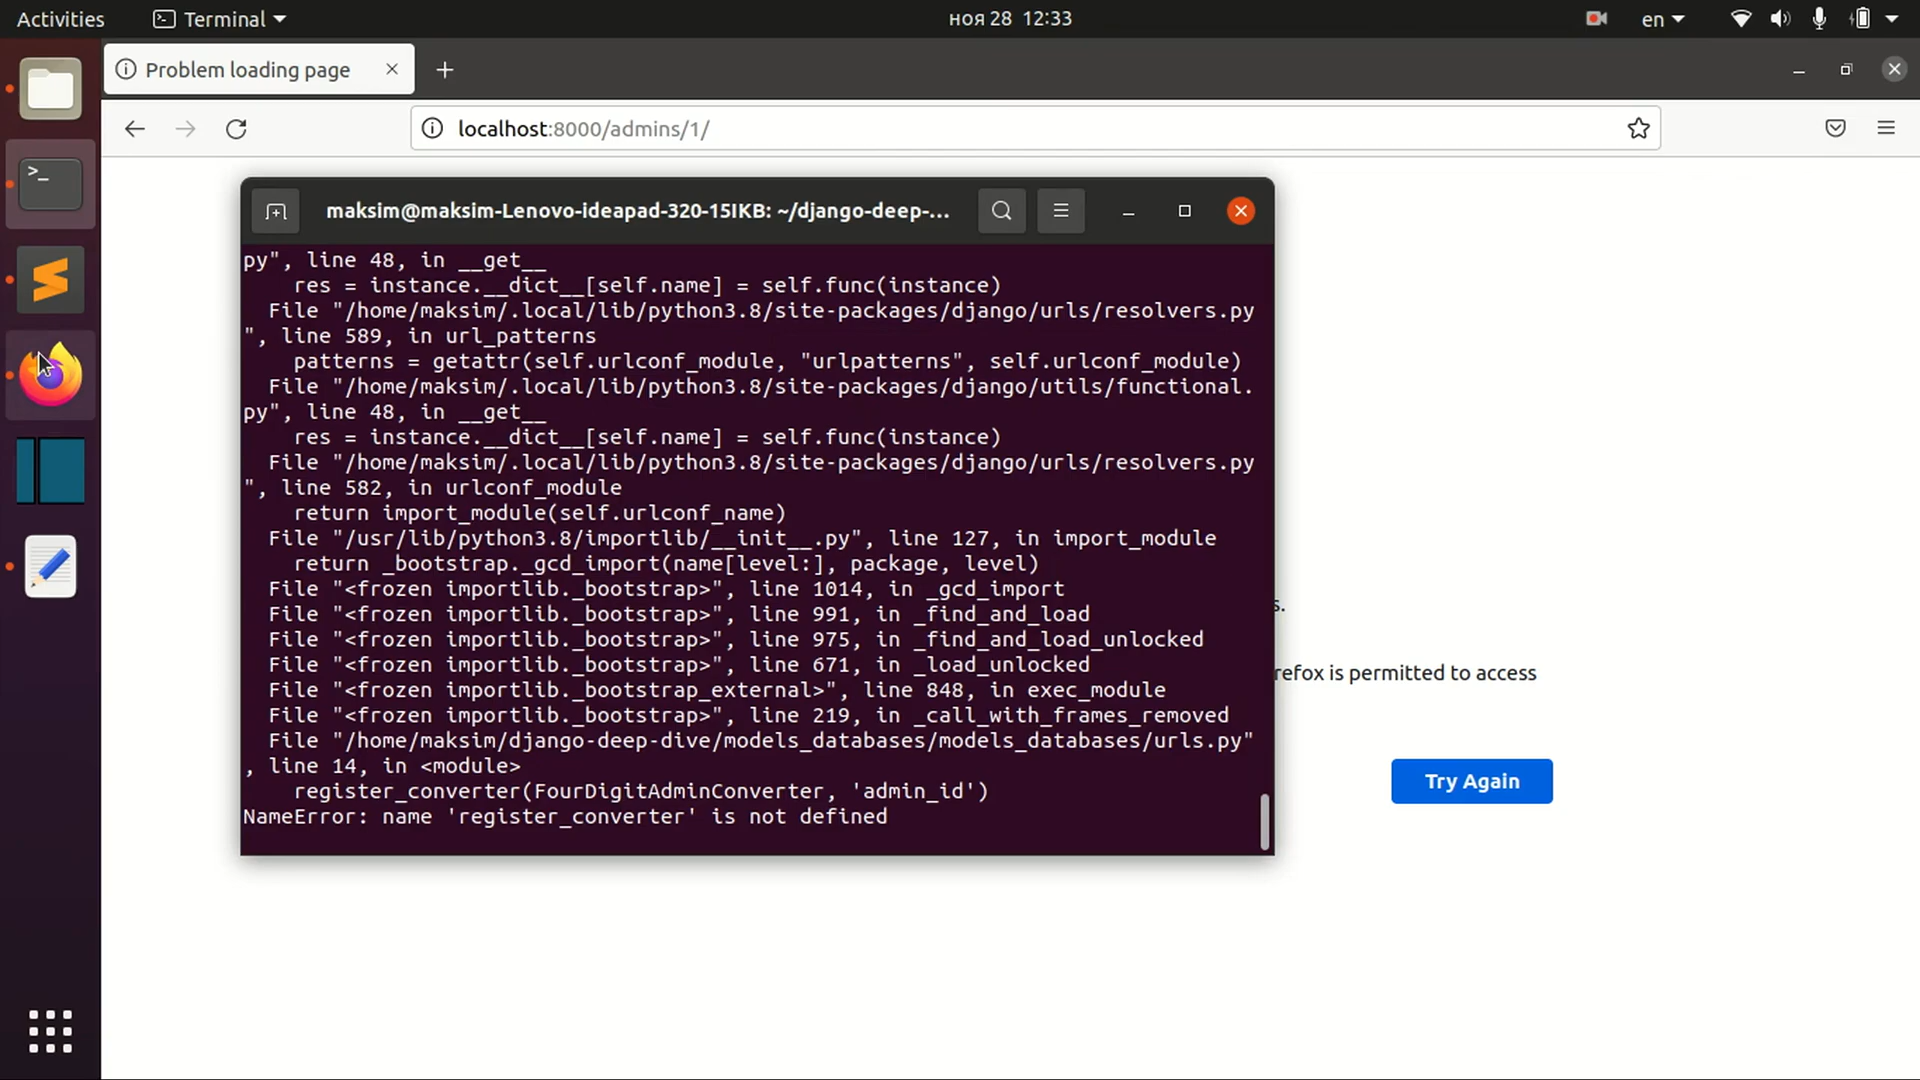 Activities
Terminal
ноя 28 12:33
en
Problem loading page
localhost:8000/admins/1/
maksim@maksim-Lenovo-ideapad-320-15IKB: ~/django-deep-...
py", line 48, in __get__
res = instance.__dict__[self.name] = self.func(instance)
File "/home/maksim/.local/lib/python3.8/site-packages/django/urls/resolvers.py
", line 589, in url_patterns
patterns = getattr(self.urlconf_module, "urlpatterns", self.urlconf_module)
File "/home/maksim/.local/lib/python3.8/site-packages/django/utils/functional.
py", line 48, in __get__
res = instance.__dict__[self.name] = self.func(instance)
File "/home/maksim/.local/lib/python3.8/site-packages/django/urls/resolvers.py
", line 582, in urlconf_module
return import_module(self.urlconf_name)
File "/usr/lib/python3.8/importlib/__init__.py", line 127, in import_module
return _bootstrap._gcd_import(name[level:], package, level)
File "<frozen importlib._bootstrap>", line 1014, in _gcd_import
File "<frozen importlib._bootstrap>", line 991, in _find_and_load
File "<frozen importlib._bootstrap>", line 975, in _find_and_load_unlocked
File "<frozen importlib._bootstrap>", line 671, in _load_unlocked
File "<frozen importlib._bootstrap_external>", line 848, in exec_module
File "<frozen importlib._bootstrap>", line 219, in _call_with_frames_removed
File "/home/maksim/django-deep-dive/models_databases/models_databases/urls.py"
, line 14, in <module>
register_converter(FourDigitAdminConverter, 'admin_id')
NameError: name 'register_converter' is not defined
s.
refox is permitted to access
Try Again